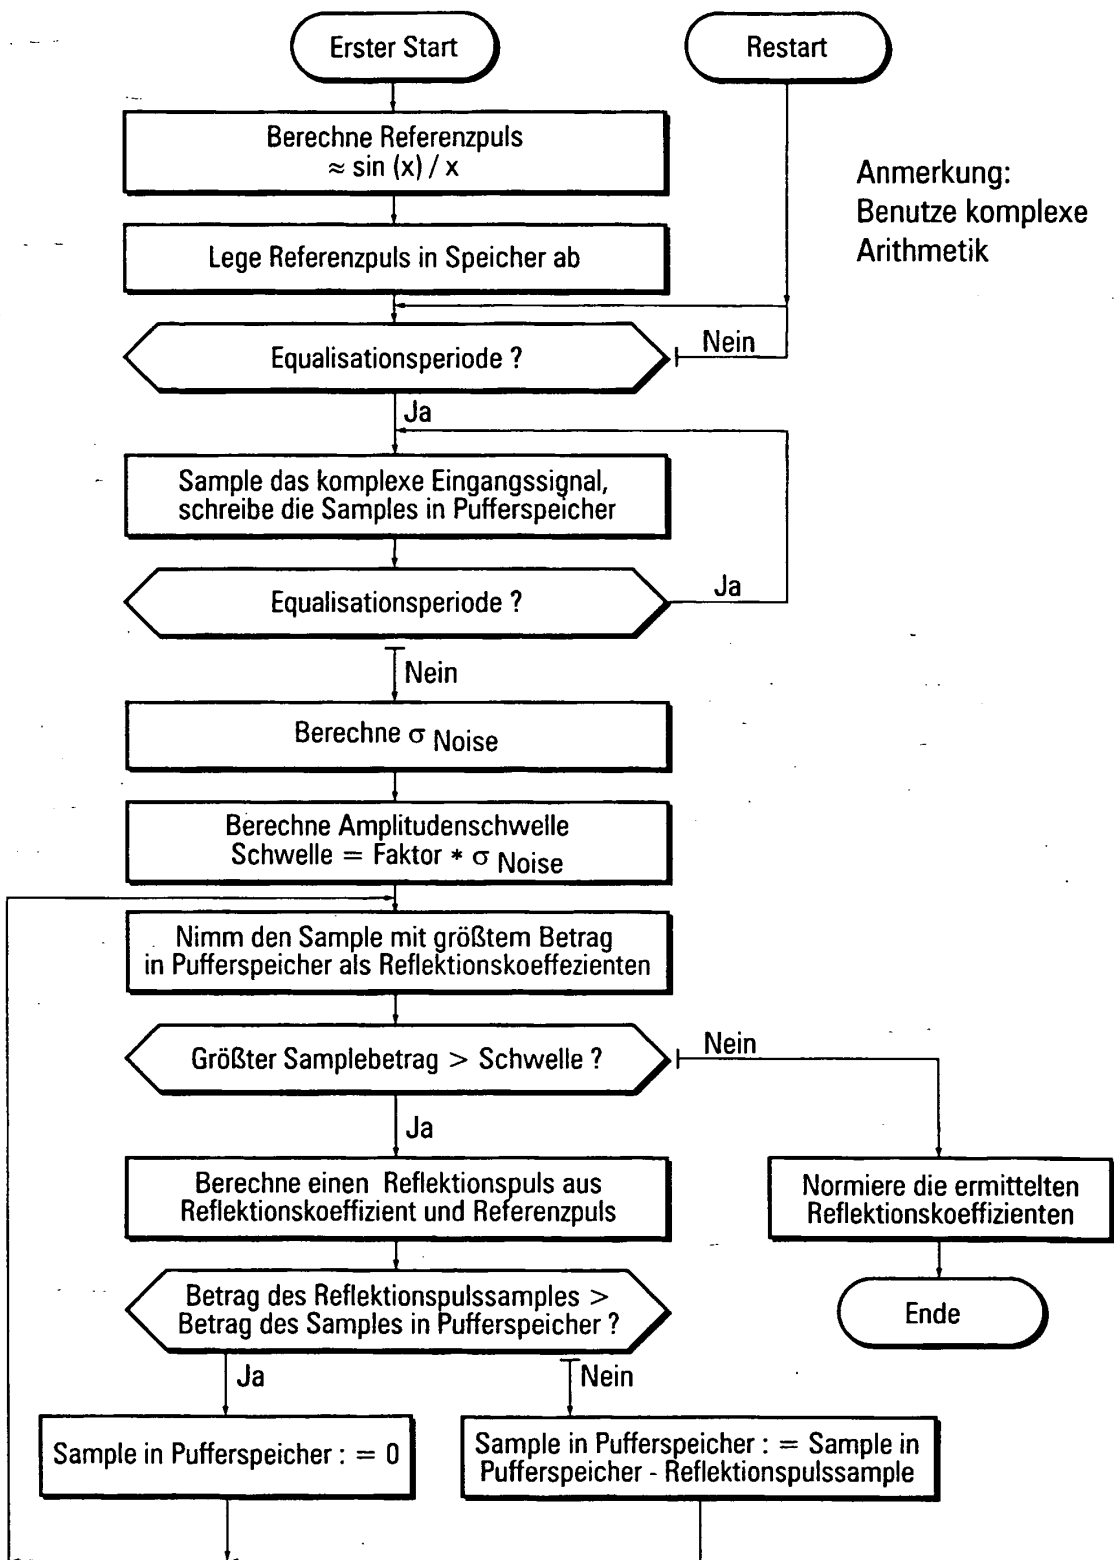 Erster Start
Restart
Berechne Referenzpuls
≈ sin (x) / x
Anmerkung:
Benutze komplexe
Arithmetik
Lege Referenzpuls in Speicher ab
Equalisationsperiode ?
Nein
Ja
Sample das komplexe Eingangssignal,
schreibe die Samples in Pufferspeicher
Equalisationsperiode ?
Ja
Nein
Berechne σ Noise
Berechne Amplitudenschwelle
Schwelle = Faktor * σ Noise
Nimm den Sample mit größtem Betrag
in Pufferspeicher als Reflektionskoeffezienten
Größter Samplebetrag > Schwelle ?
Nein
Ja
Berechne einen Reflektionspuls aus
Reflektionskoeffizient und Referenzpuls
Normiere die ermittelten
Reflektionskoeffizienten
Betrag des Reflektionspulssamples >
Betrag des Samples in Pufferspeicher ?
Ende
Ja
Nein
Sample in Pufferspeicher : = 0
Sample in Pufferspeicher : = Sample in
Pufferspeicher - Reflektionspulssample